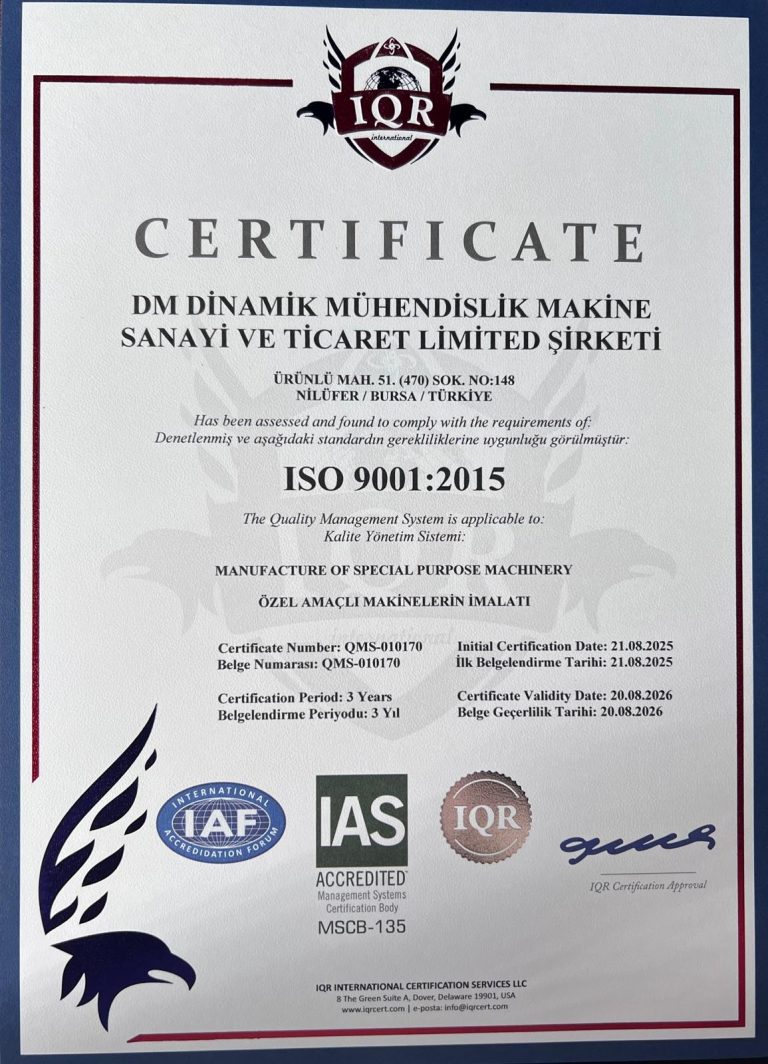 IQR
international
CERTIFICATE
DM DİNAMİK MÜHENDİSLİK MAKİNE
SANAYİ VE TİCARET LİMİTED ŞİRKETİ
ÜRÜNLÜ MAH. 51. (470) SOK. NO:148
NİLÜFER / BURSA / TÜRKİYE
Has been assessed and found to comply with the requirements of:
Denetlenmiş ve aşağıdaki standardın gerekliliklerine uygunluğu görülmüştür:
ISO 9001:2015
The Quality Management System is applicable to:
Kalite Yönetim Sistemi:
MANUFACTURE OF SPECIAL PURPOSE MACHINERY
ÖZEL AMAÇLI MAKİNELERİN İMALATI
Certificate Number: QMS-010170
Belge Numarası: QMS-010170
Initial Certification Date: 21.08.2025
İlk Belgelendirme Tarihi: 21.08.2025
Certification Period: 3 Years
Belgelendirme Periyodu: 3 Yıl
Certificate Validity Date: 20.08.2026
Belge Geçerlilik Tarihi: 20.08.2026
INTERNATIONAL
IAF
ACCREDIDATION FORUM
IAS
ACCREDITED
Management Systems
Certification Body
MSCB-135
IQR
IQR Certification Approval
IQR INTERNATIONAL CERTIFICATION SERVICES LLC
8 The Green Suite A, Dover, Delaware 19901, USA
www.iqrcert.com | e-posta: info@iqrcert.com